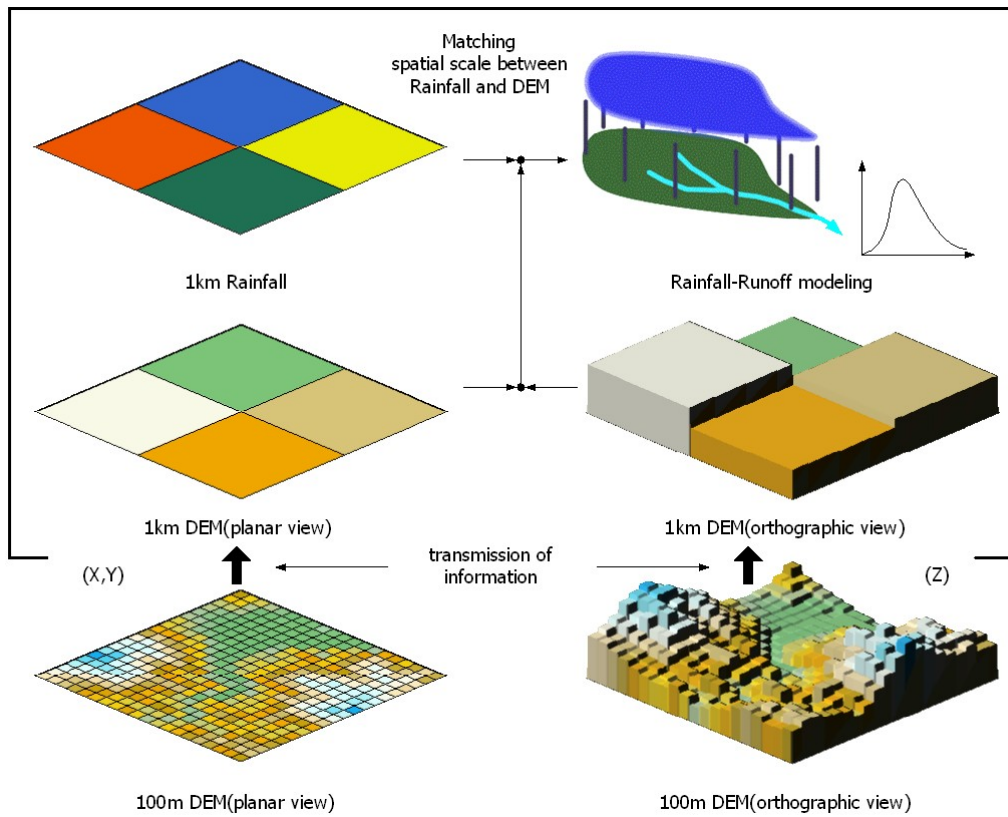 Matching
spatial scale between
Rainfall and DEM
1km Rainfall
Rainfall-Runoff modeling
1km DEM(planar view)
1km DEM(orthographic view)
(X,Y)
transmission of
information
(Z)
100m DEM(planar view)
100m DEM(orthographic view)